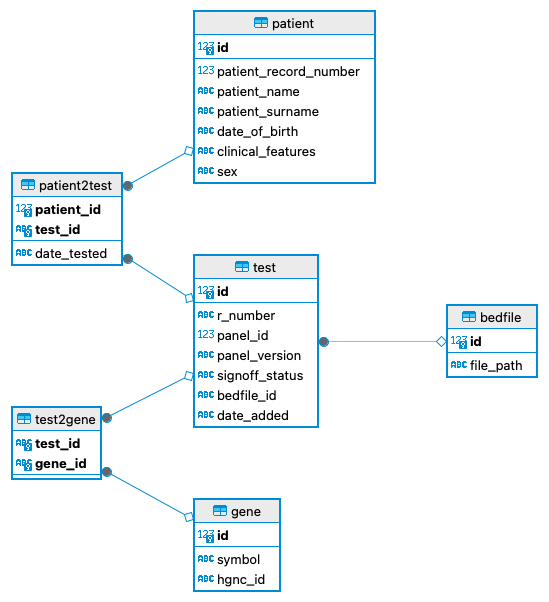 patient
123 id
123 patient_record_number
ABC patient_name
ABC patient_surname
ABC date_of_birth
ABC clinical_features
ABC sex
patient2test
123 patient_id
ABC test_id
ABC date_tested
test
123 id
ABC r_number
123 panel_id
ABC panel_version
ABC signoff_status
ABC bedfile_id
ABC date_added
bedfile
123 id
ABC file_path
test2gene
ABC test_id
ABC gene_id
gene
123 id
ABC symbol
ABC hgnc_id